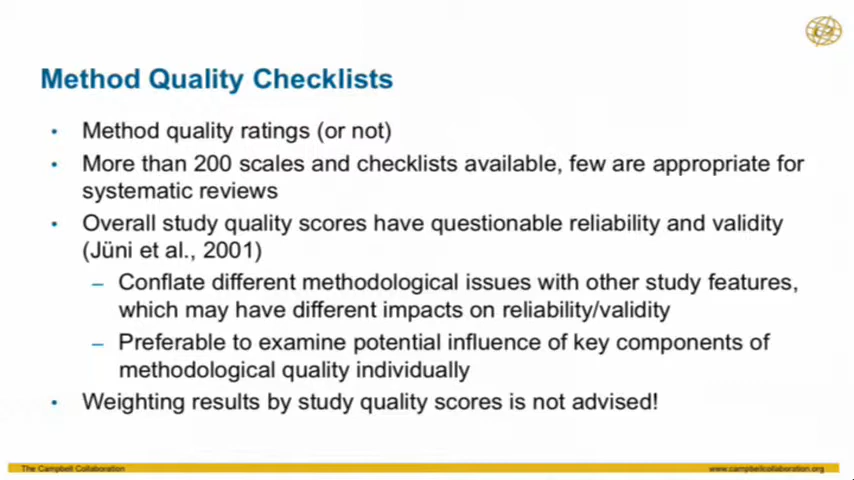 Method Quality Checklists
• Method quality ratings (or not)
• More than 200 scales and checklists available, few are appropriate for
systematic reviews
• Overall study quality scores have questionable reliability and validity
(Jüni et al., 2001)
– Conflate different methodological issues with other study features,
which may have different impacts on reliability/validity
– Preferable to examine potential influence of key components of
methodological quality individually
• Weighting results by study quality scores is not advised!
The Campbell Collaboration
www.campbellcollaboration.org